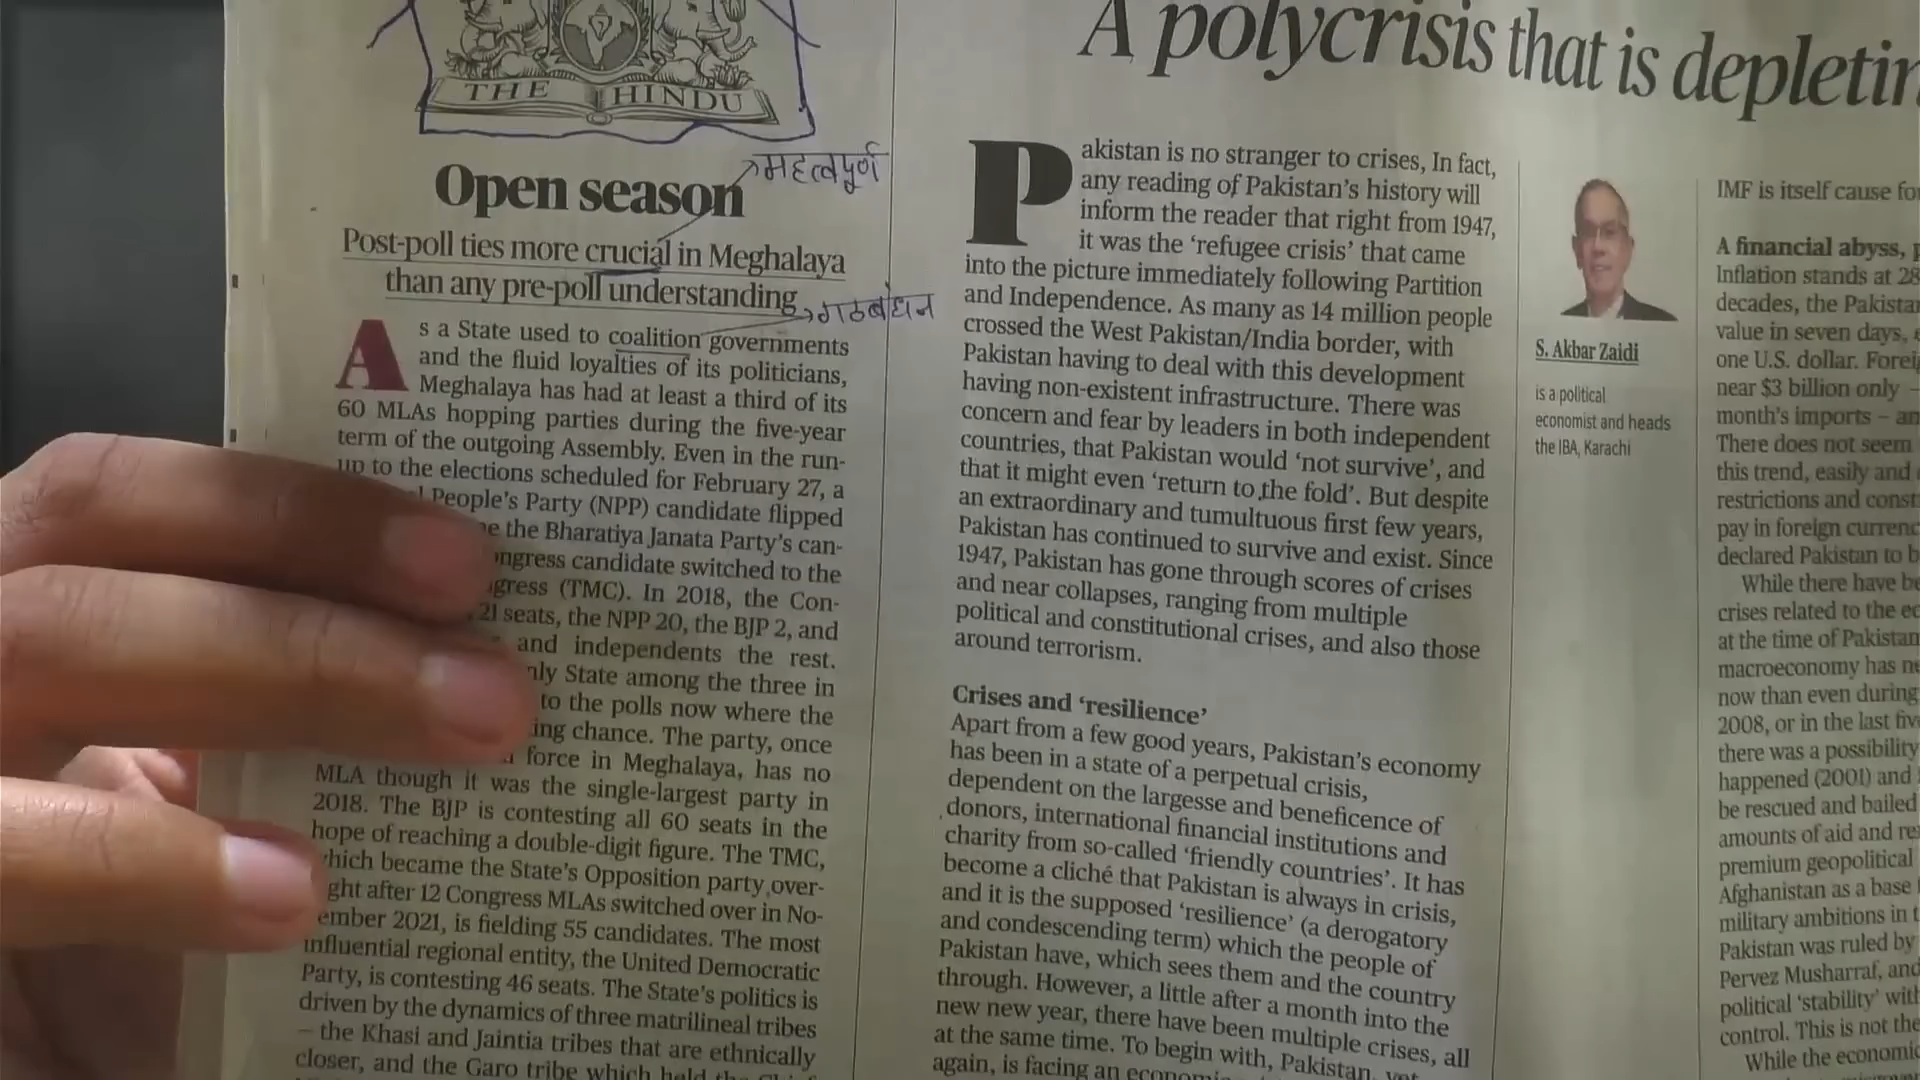 THE HINDU
महत्वपूर्ण
Open season
Post-poll ties more crucial in Meghalaya
than any pre-poll understanding
गठबंधन
As a State used to coalition governments
and the fluid loyalties of its politicians,
Meghalaya has had at least a third of its
60 MLAs hopping parties during the five-year
term of the outgoing Assembly. Even in the run-
up to the elections scheduled for February 27, a
People's Party (NPP) candidate flipped
the Bharatiya Janata Party's can-
candidate switched to the
(TMC). In 2018, the Con-
21 seats, the NPP 20, the BJP 2, and
and independents the rest.
State among the three in
to the polls now where the
chance. The party, once
force in Meghalaya, has no
MLA though it was the single-largest party in
2018. The BJP is contesting all 60 seats in the
hope of reaching a double-digit figure. The TMC,
which became the State's Opposition party over-
after 12 Congress MLAs switched over in No-
vember 2021, is fielding 55 candidates. The most
influential regional entity, the United Democratic
Party, is contesting 46 seats. The State's politics is
driven by the dynamics of three matrilineal tribes
– the Khasi and Jaintia tribes that are ethnically
closer, and the Garo tribe which held the
A polycrisis that is
Pakistan is no stranger to crises, In fact,
any reading of Pakistan's history will
inform the reader that right from 1947,
it was the 'refugee crisis' that came
into the picture immediately following Partition
and Independence. As many as 14 million people
crossed the West Pakistan/India border, with
Pakistan having to deal with this development
having non-existent infrastructure. There was
concern and fear by leaders in both independent
countries, that Pakistan would 'not survive', and
that it might even 'return to the fold'. But despite
an extraordinary and tumultuous first few years,
Pakistan has continued to survive and exist. Since
1947, Pakistan has gone through scores of crises
and near collapses, ranging from multiple
political and constitutional crises, and also those
around terrorism.
Crises and 'resilience'
Apart from a few good years, Pakistan's economy
has been in a state of a perpetual crisis,
dependent on the largesse and beneficence of
donors, international financial institutions and
charity from so-called 'friendly countries'. It has
become a cliché that Pakistan is always in crisis,
and it is the supposed 'resilience' (a derogatory
and condescending term) which the people of
Pakistan have, which sees them and the country
through. However, a little after a month into the
new new year, there have been multiple crises, all
at the same time. To begin with, Pakistan, yet
again, is facing an
S. Akbar Zaidi
is a political
economist and heads
the IBA, Karachi
IMF is itself cause
A financial abyss,
Inflation stands at 28
decades, the
value in seven days,
one U.S. dollar.
near $3 billion only –
month's imports –
There does not seem
this trend, easily and
restrictions and
pay in foreign
declared Pakistan to
While there have
crises related to the
at the time of Pakistan
macroeconomy has
now than even during
2008, or in the last
there was a possibility
happened (2001) and
be rescued and bailed
amounts of aid and
premium geopolitical
Afghanistan as a base
military ambitions in
Pakistan was ruled by
Pervez Musharraf, and
political 'stability'
control. This is not the
While the